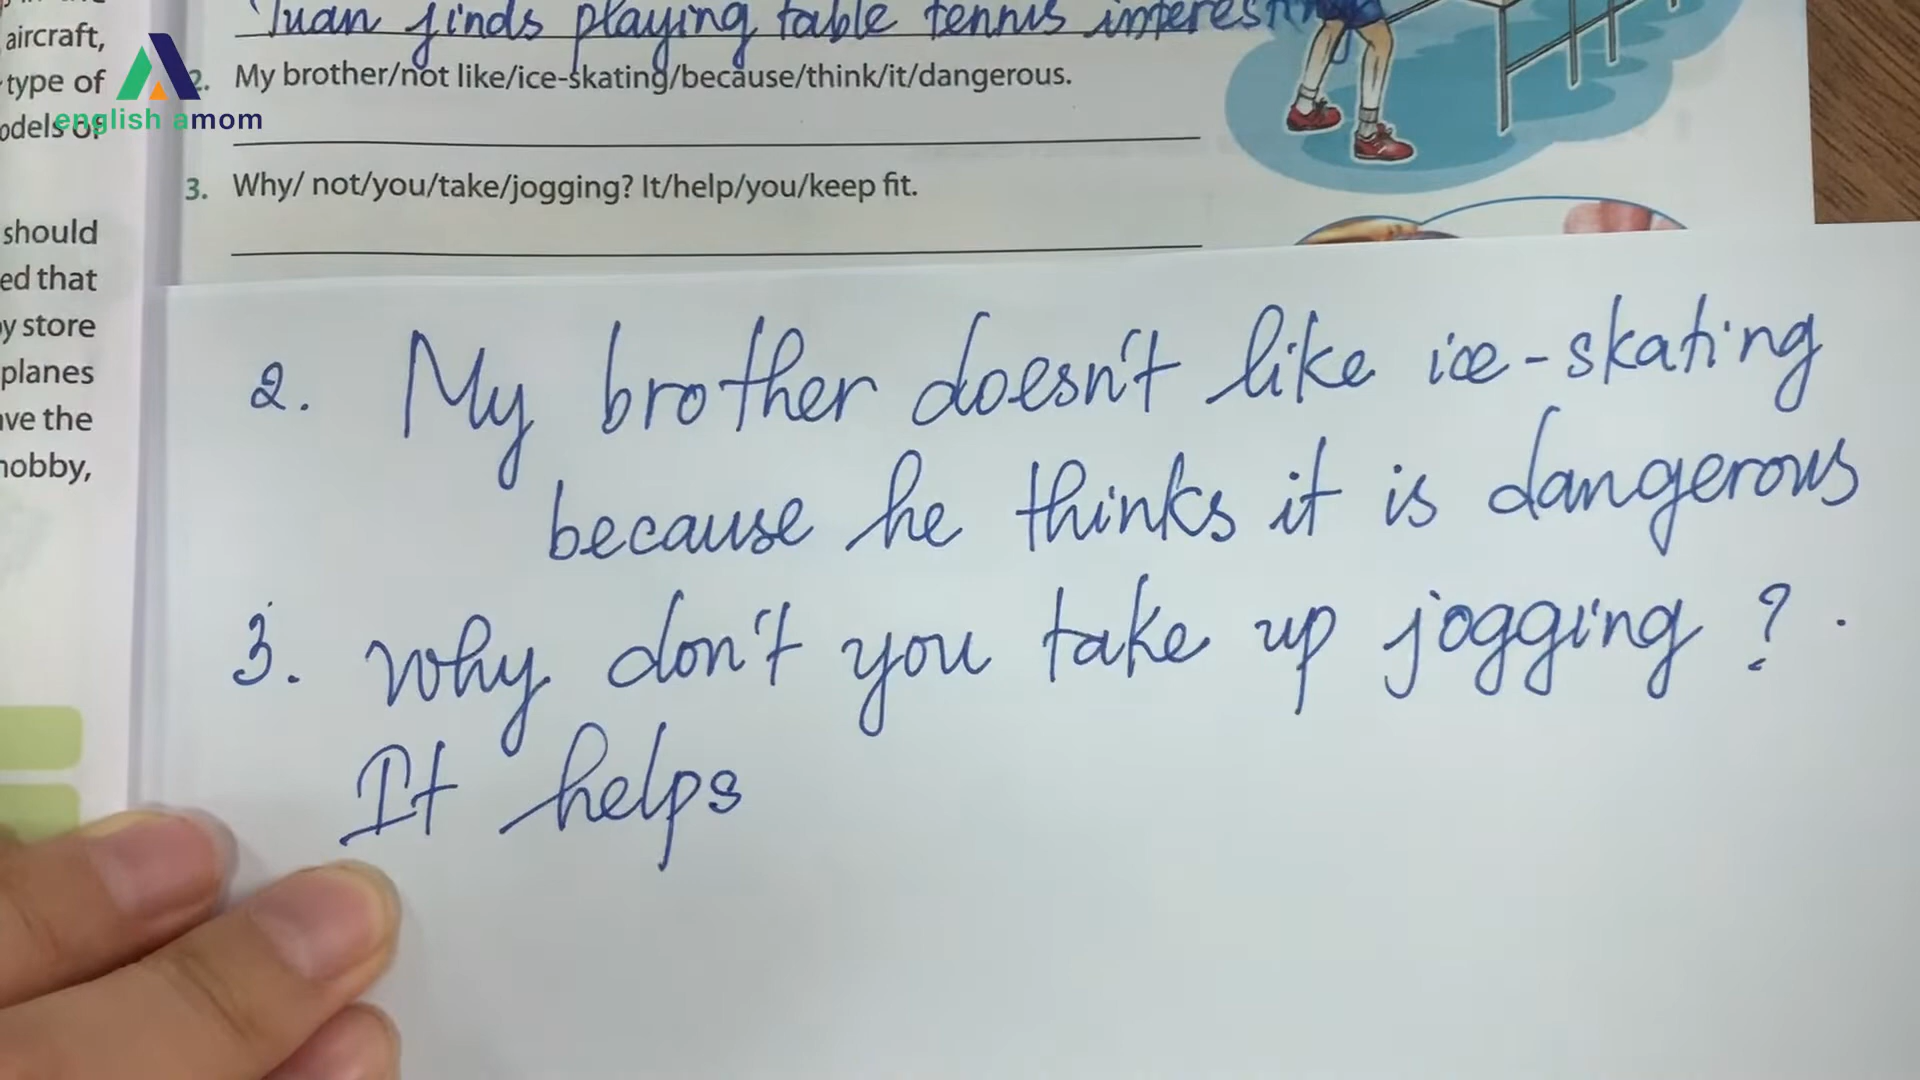 Tuan finds playing table tennis
aircraft,
type of
odels of
english amom
2. My brother/not like/ice-skating/because/think/it/dangerous.
3. Why/ not/you/take/jogging? It/help/you/keep fit.
should
ed that
y store
planes
ave the
hobby,
2. My brother doesn't like ice-skating
because he thinks it is dangerous
3. Why don't you take up jogging ? .
It helps